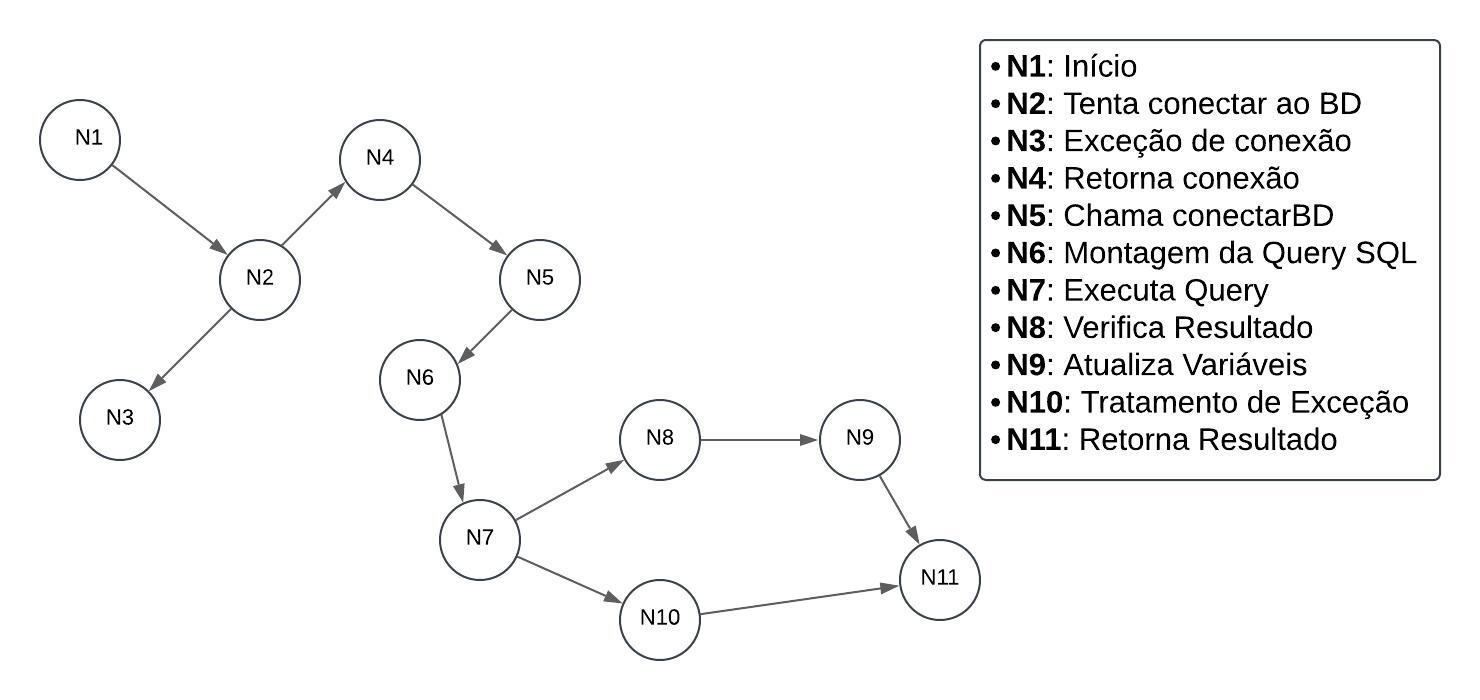 N1
N4
N2
N5
N6
N3
N8
N9
N7
N11
N10
•N1: Início
•N2: Tenta conectar ao BD
•N3: Exceção de conexão
•N4: Retorna conexão
•N5: Chama conectarBD
•N6: Montagem da Query SQL
•N7: Executa Query
•N8: Verifica Resultado
•N9: Atualiza Variáveis
•N10: Tratamento de Exceção
•N11: Retorna Resultado